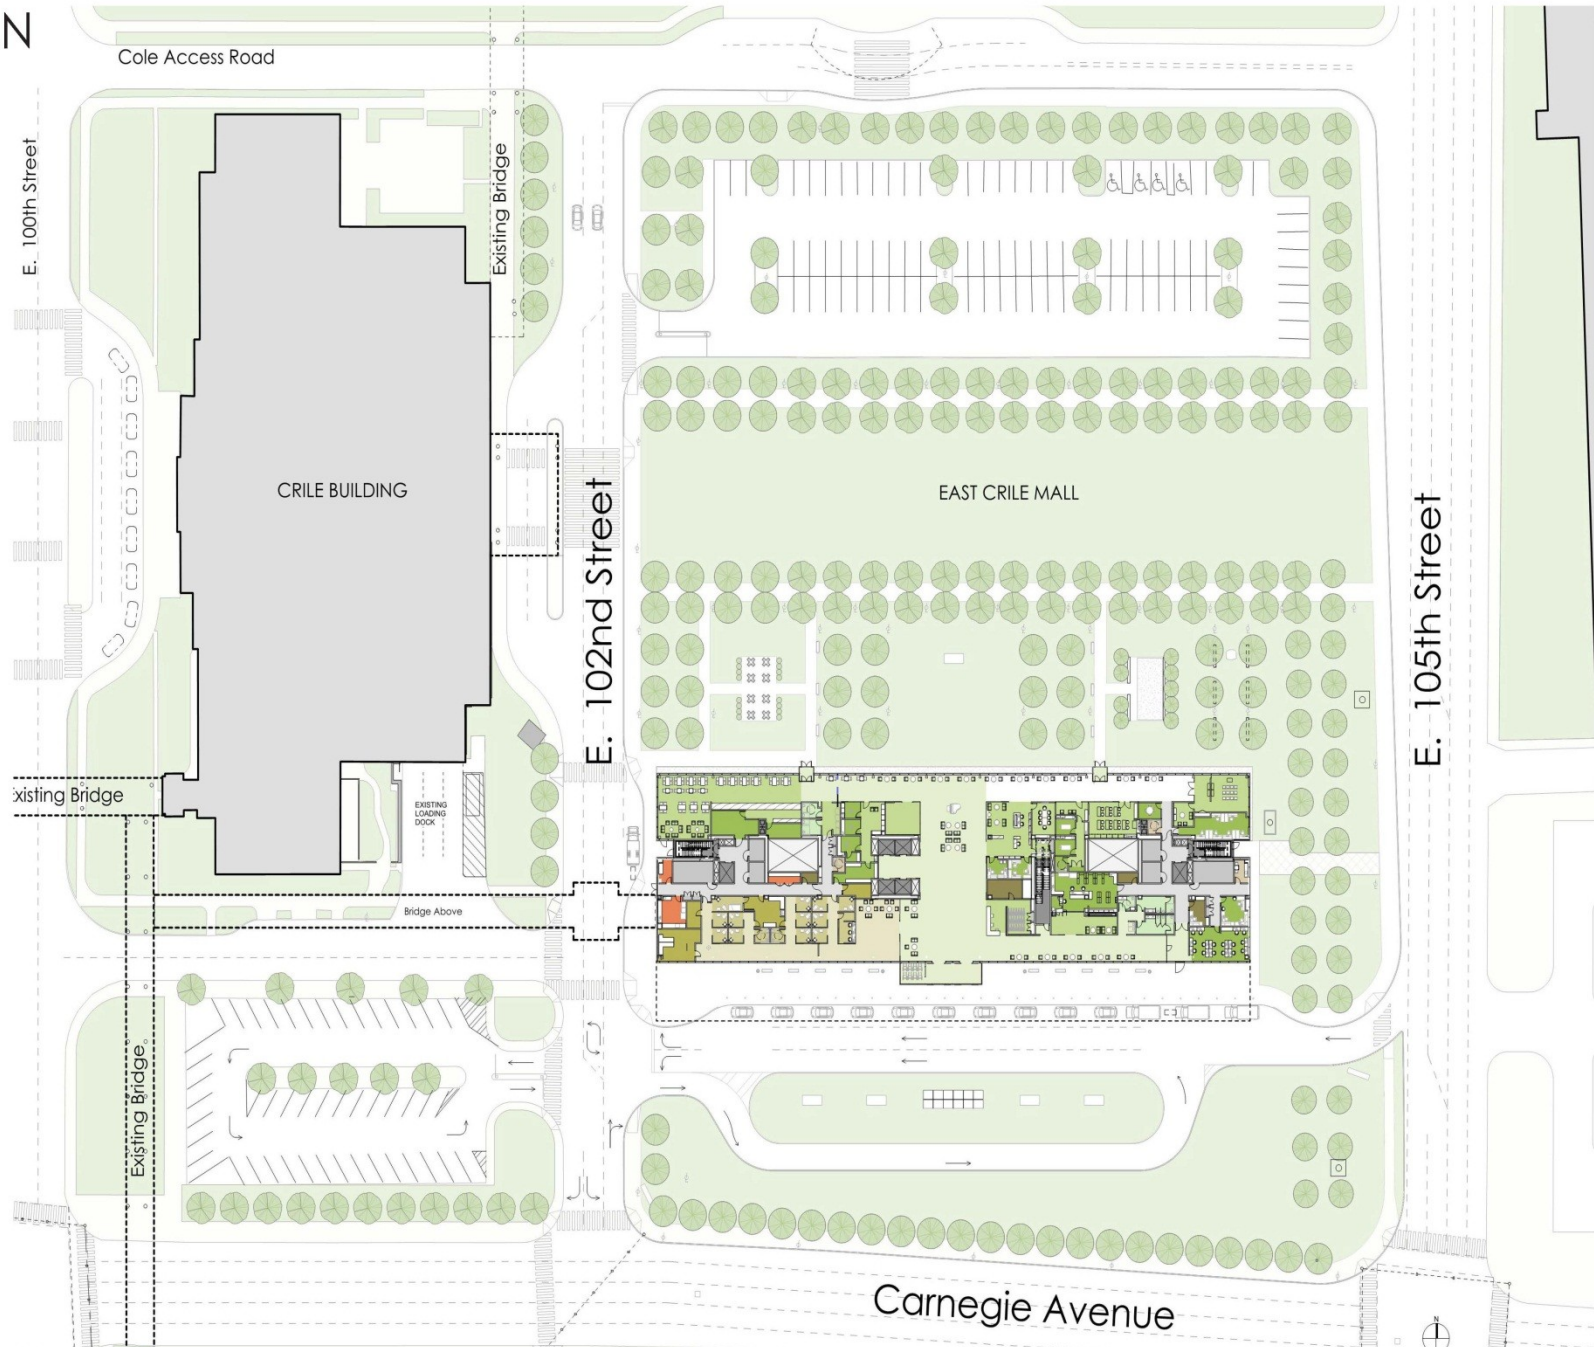 N
Cole Access Road
E. 100th Street
Existing Bridge
CRILE BUILDING
EAST CRILE MALL
E. 102nd Street
E. 105th Street
xisting Bridge
EXISTING
LOADING
DOCK
Bridge Above
Existing Bridge
Carnegie Avenue
N